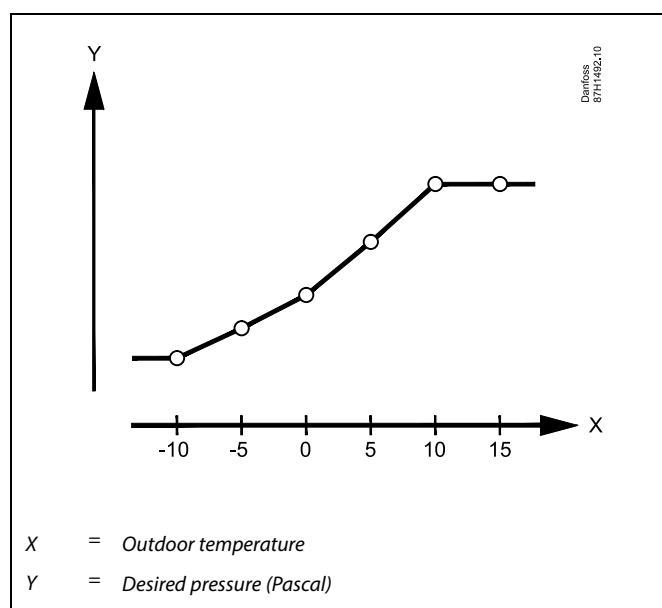 Y
Danfoss
87H1492.10
X
-10 -5 0 5 10 15
X = Outdoor temperature
Y = Desired pressure (Pascal)